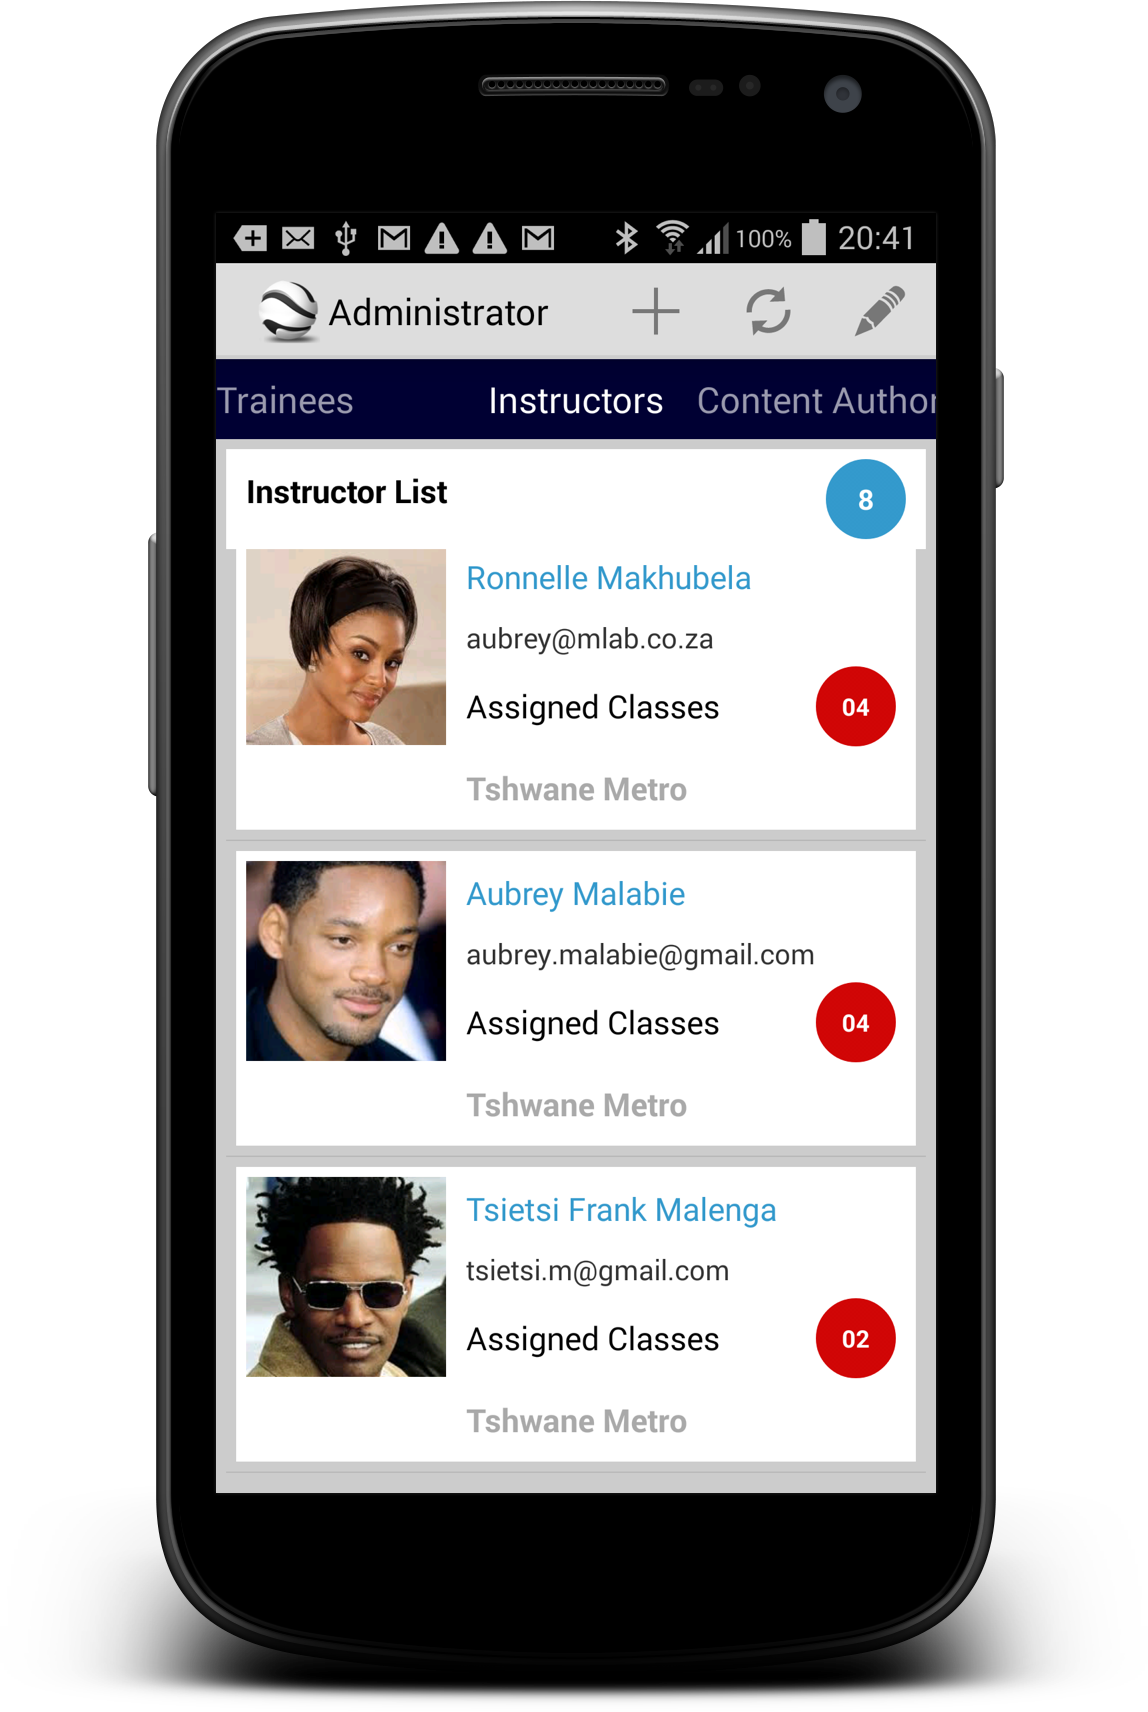 100% 20:41
Administrator
Trainees Instructors Content Author
Instructor List 8
Ronnelle Makhubela
aubrey@mlab.co.za
Assigned Classes 04
Tshwane Metro
Aubrey Malabie
aubrey.malabie@gmail.com
Assigned Classes 04
Tshwane Metro
Tsietsi Frank Malenga
tsietsi.m@gmail.com
Assigned Classes 02
Tshwane Metro